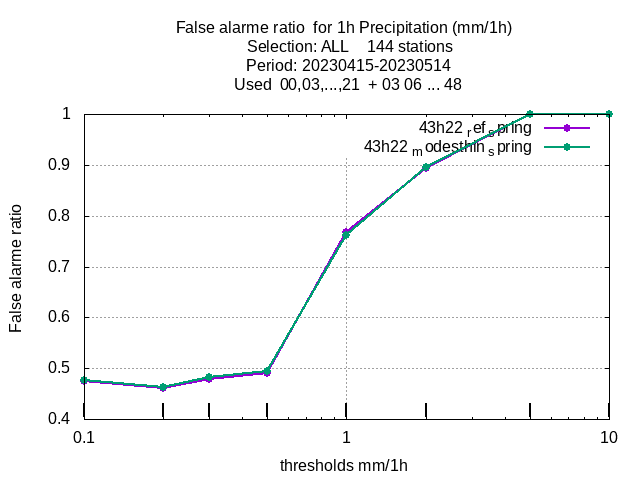 False alarme ratio  for 1h Precipitation (mm/1h)
Selection: ALL    144 stations
Period: 20230415-20230514
Used  00,03,...,21  + 03 06 ... 48
43h22 ref spring
43h22 modesthin spring
1
0.9
0.8
0.7
0.6
0.5
0.4
False alarme ratio
0.1
1
10
thresholds mm/1h